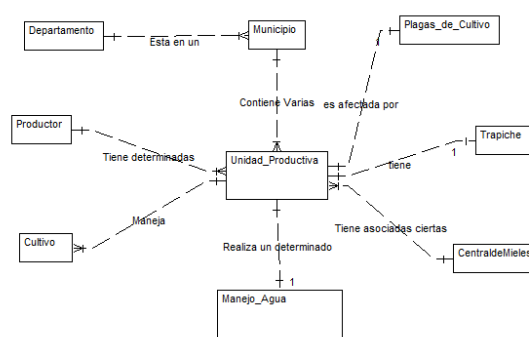 Departamento
Esta en un
Municipio
Plagas_de_Cultivo
1
Contiene Varias
es afectada por
Productor
Tiene determinadas
Unidad_Productiva
tiene
1
Trapiche
Maneja
Cultivo
Tiene asociadas ciertas
CentraldeMieles
Realiza un determinado
1
Manejo_Agua